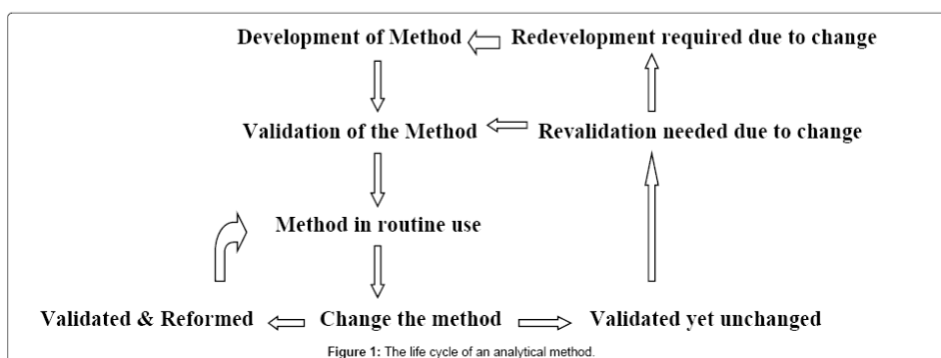 Development of Method Redevelopment required due to change
Validation of the Method Revalidation needed due to change
Method in routine use
Validated & Reformed Change the method Validated yet unchanged
Figure 1: The life cycle of an analytical method.